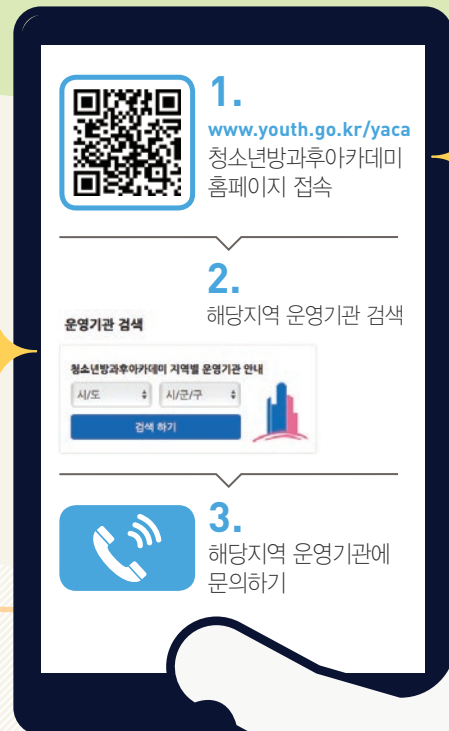 1.
www.youth.go.kr/yaca
청소년방과후아카데미
홈페이지 접속
2.
해당지역 운영기관 검색
운영기관 검색
청소년방과후아카데미 지역별 운영기관 안내
시/도 시/군/구
검색 하기
3.
해당지역 운영기관에
문의하기